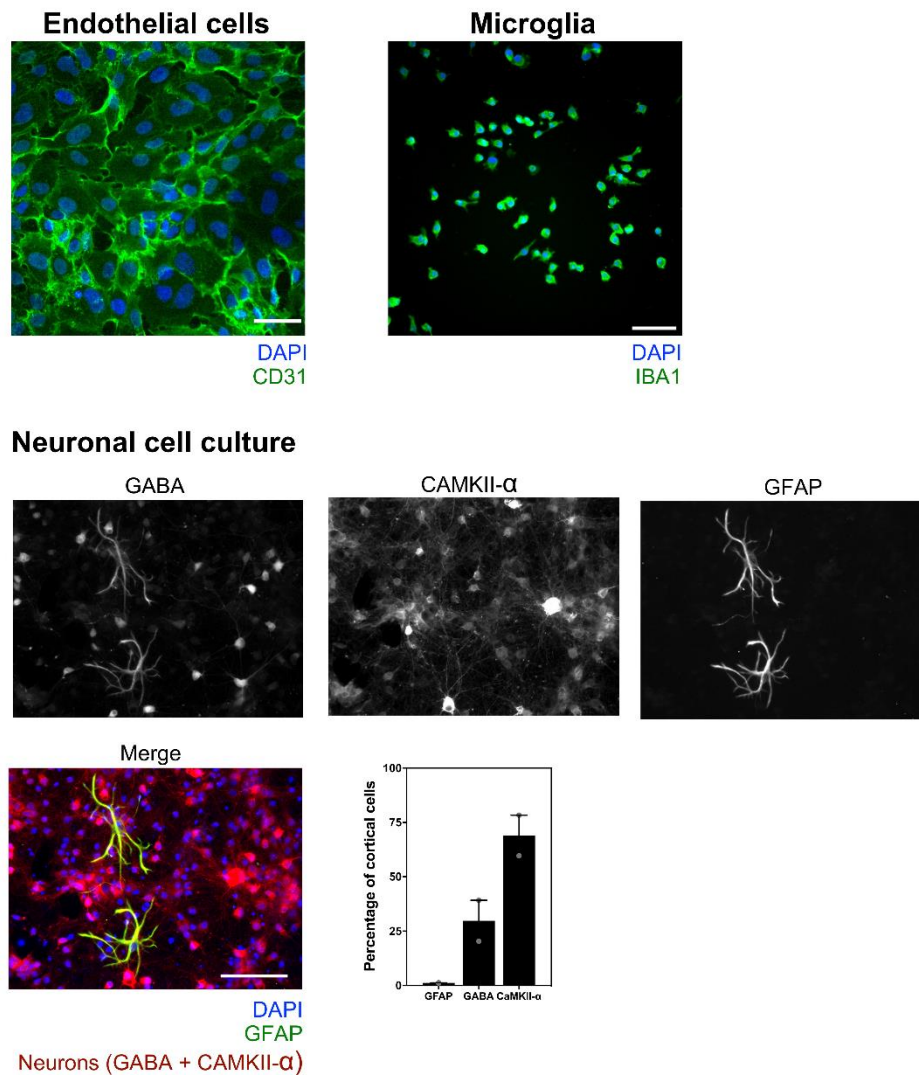 Endothelial cells
Microglia
DAPI
CD31
DAPI
IBA1
Neuronal cell culture
GABA
CAMKII-α
GFAP
Merge
DAPI
GFAP
Neurons (GABA + CAMKII-α)
Percentage of cortical cells
100
75
50
25
0
GFAP GABA CaMKII-α